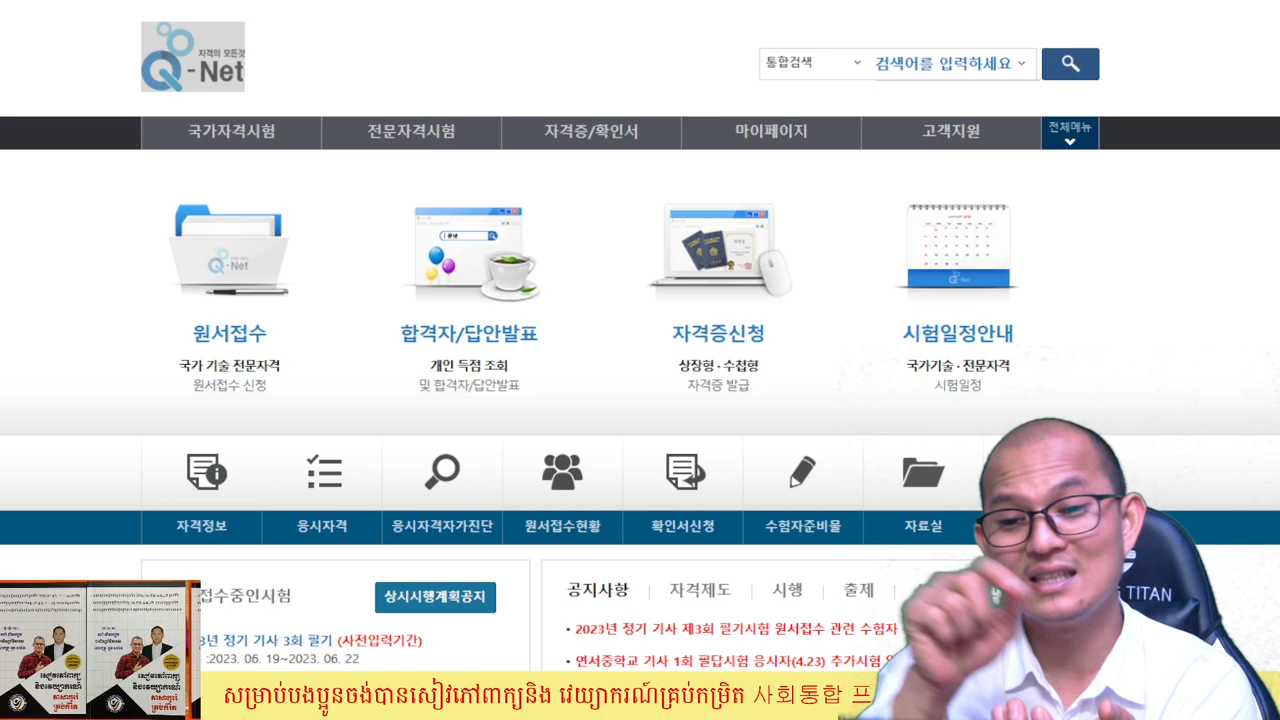 자격의 모든것
Q-Net
통합검색
검색어를 입력하세요
국가자격시험
전문자격시험
자격증/확인서
마이페이지
고객지원
전체메뉴
원서접수
국가 기술 전문자격
원서접수 신청
합격자/답안발표
개인 득점 조회
및 합격자/답안발표
자격증신청
상장형 · 수첩형
자격증 발급
시험일정안내
국가기술 · 전문자격
시험일정
자격정보
응시자격
응시자격자가진단
원서접수현황
확인서신청
수험자준비물
자료실
접수중인시험
상시시행계획공지
년 정기 기사 3회 필기 (사전입력기간)
:2023. 06. 19~2023. 06. 22
공지사항
자격제도
시행
출제
• 2023년 정기 기사 제3회 필기시험 원서접수 관련 수험자
• 연서중학교 기사 1회 필답시험 응시자(4.23) 추가시험
TITAN
សម្រាប់បងប្អូនចង់បានសៀវភៅពាក្យនិង វេយ្យាករណ៍គ្រប់កម្រិត 사회통합 프